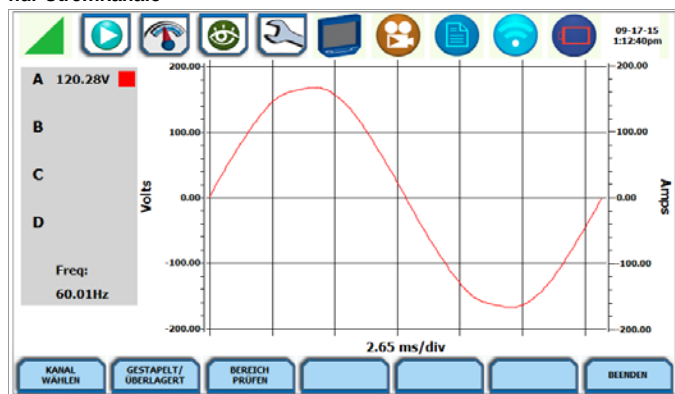 nur Stromkanäle
09-17-15
1:12:40pm
A 120.28V
B
C
D
Freq:
60.01Hz
Volts
200.00
100.00
0.00
-100.00
-200.00
200.00
100.00
0.00
-100.00
-200.00
Amps
2.65 ms/div
KANAL
WÄHLEN
GESTAPELT/
ÜBERLAGERT
BEREICH
PRÜFEN
BEENDEN